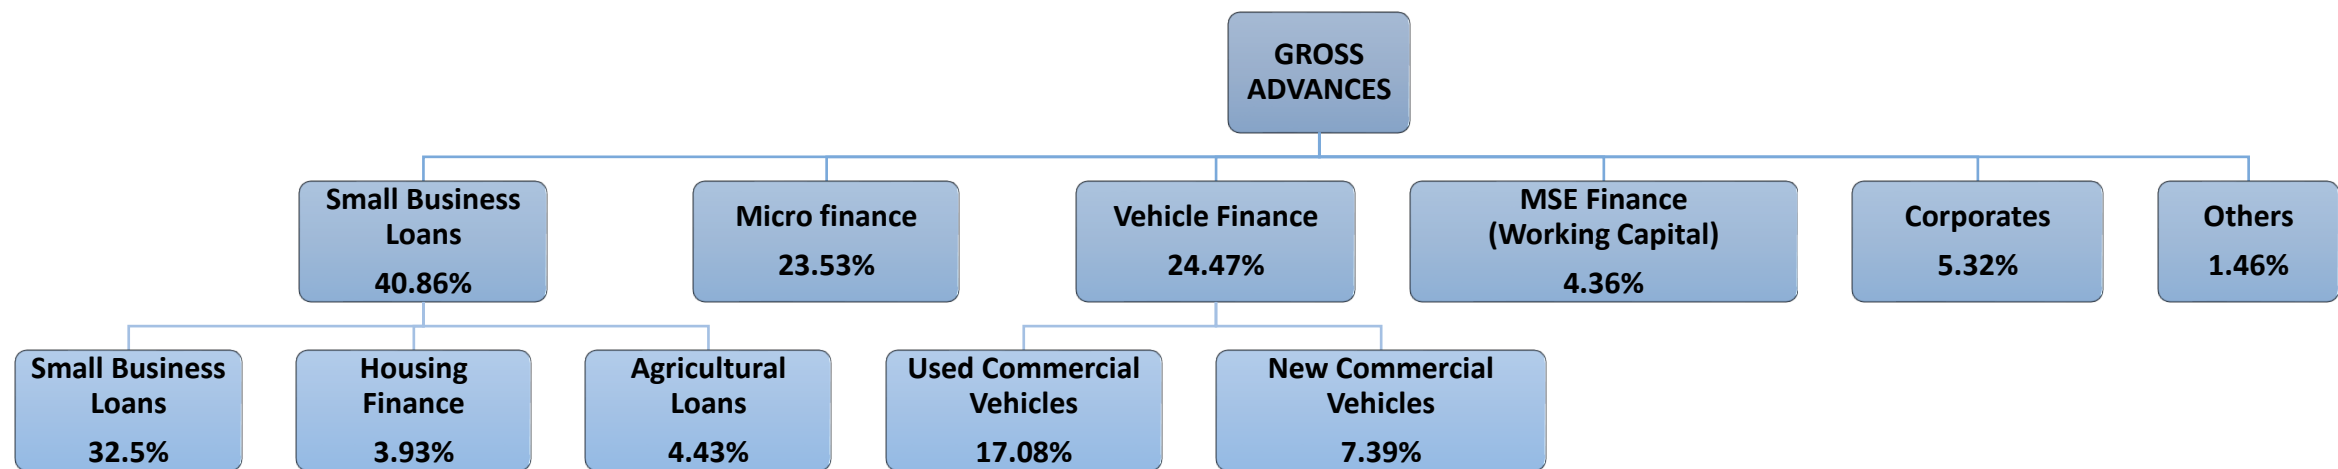 GROSS
ADVANCES
Small Business
Loans
40.86%
Micro finance
23.53%
Vehicle Finance
24.47%
MSE Finance
(Working Capital)
4.36%
Corporates
5.32%
Others
1.46%
Small Business
Loans
32.5%
Housing
Finance
3.93%
Agricultural
Loans
4.43%
Used Commercial
Vehicles
17.08%
New Commercial
Vehicles
7.39%